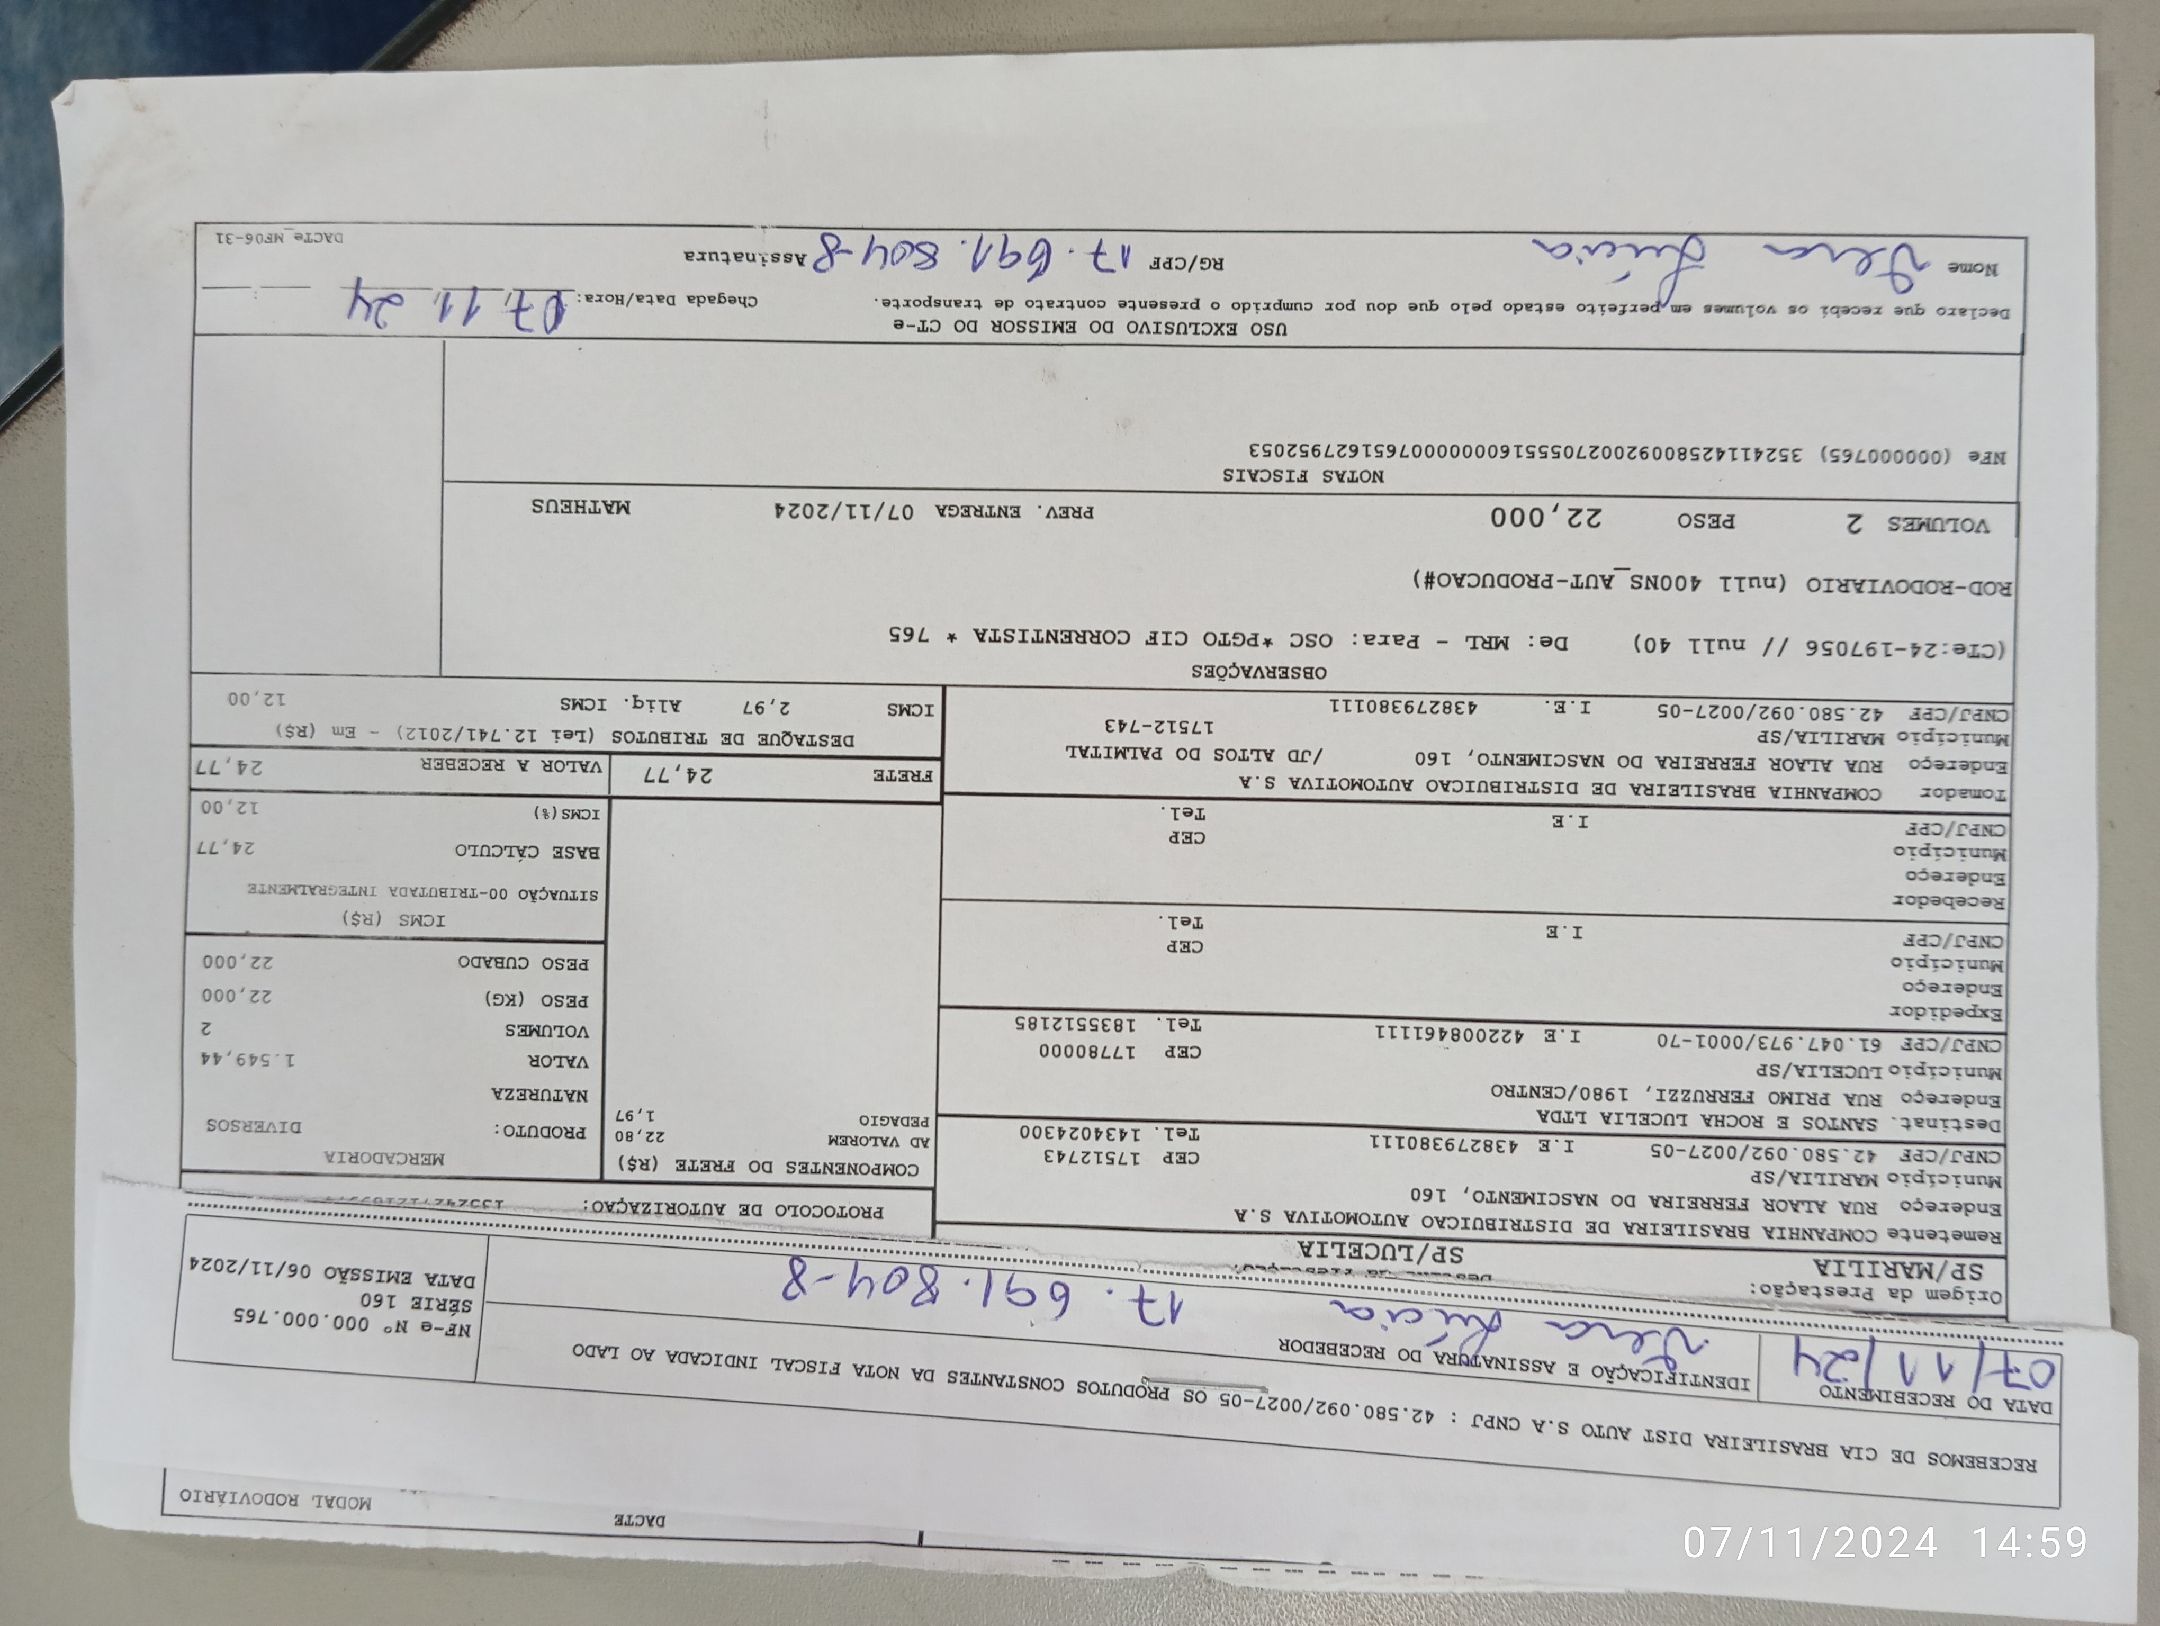 DACTE
MODAL RODOVIÁRIO
RECEBEMOS DE CIA BRASILEIRA DIST AUTO S.A CNPJ : 42.580.092/0027-05 OS PRODUTOS CONSTANTES DA NOTA FISCAL INDICADA AO LADO
DATA DO RECEBIMENTO
07/11/24
IDENTIFICAÇÃO E ASSINATURA DO RECEBEDOR
Vera Lúcia 17.691.804-8
NF-e Nº 000.000.765
SÉRIE 160
DATA EMISSÃO 06/11/2024
Origem da Prestação:
SP/MARILIA
SP/LUCELIA
Remetente COMPANHIA BRASILEIRA DE DISTRIBUICAO AUTOMOTIVA S.A
Endereço RUA ALAOR FERREIRA DO NASCIMENTO, 160
Município MARILIA/SP CEP 17512743
CNPJ/CPF 42.580.092/0027-05 I.E 438279380111 Tel. 1434024300
Destinat. SANTOS E ROCHA LUCELIA LTDA
Endereço RUA PRIMO FERRUZZI, 1980/CENTRO
Município LUCELIA/SP CEP 17780000
CNPJ/CPF 61.047.973/0001-70 I.E 422008461111 Tel. 1835512185
Expedidor
Endereço
Município CEP
CNPJ/CPF I.E Tel.
Recebedor
Endereço
Município CEP
CNPJ/CPF I.E Tel.
Tomador COMPANHIA BRASILEIRA DE DISTRIBUICAO AUTOMOTIVA S.A
Endereço RUA ALAOR FERREIRA DO NASCIMENTO, 160 /JD ALTOS DO PALMITAL
Município MARILIA/SP 17512-743
CNPJ/CPF 42.580.092/0027-05 I.E. 438279380111
PROTOCOLO DE AUTORIZAÇAO:
COMPONENTES DO FRETE (R$)
AD VALOREM 22,80
PEDAGIO 1,97
MERCADORIA
PRODUTO: DIVERSOS
NATUREZA
VALOR 1.549,44
VOLUMES 2
PESO (KG) 22,000
PESO CUBADO 22,000
ICMS (R$)
SITUAÇÃO 00-TRIBUTADA INTEGRALMENTE
BASE CÁLCULO 24,77
ICMS(%) 12,00
FRETE 24,77 VALOR A RECEBER 24,77
DESTAQUE DE TRIBUTOS (Lei 12.741/2012) - Em (R$)
ICMS 2,97 Aliq. ICMS 12,00
OBSERVAÇÕES
(CTe:24-197056 // null 40) De: MRL - Para: OSC *PGTO CIF CORRENTISTA * 765
ROD-RODOVIARIO (null 400NS_AUT-PRODUCAO#)
VOLUMES 2 PESO 22,000 PREV. ENTREGA 07/11/2024 MATHEUS
NOTAS FISCAIS
NFe (000000765) 35241142580092002705551600000007651627952053
USO EXCLUSIVO DO EMISSOR DO CT-e
Declaro que recebi os volumes em perfeito estado pelo que dou por cumprido o presente contrato de transporte.
Chegada Data/Hora: 07.11.24
Nome Vera Lúcia RG/CPF 17.691.804-8 Assinatura
DACTe_MF06-31
07/11/2024 14:59